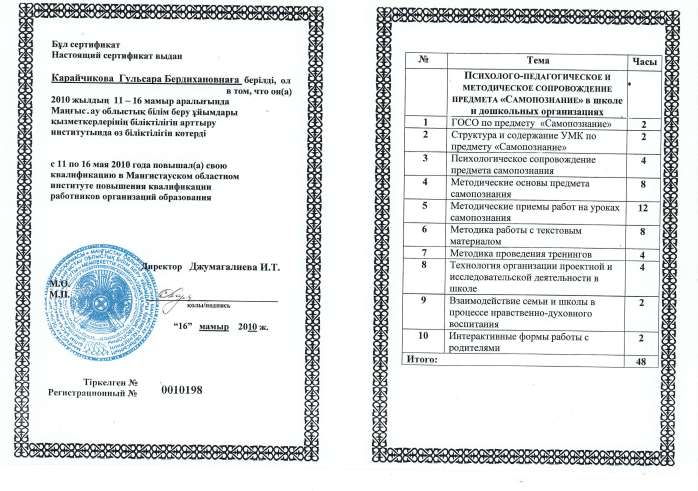 Бұл сертификат
Настоящий сертификат выдан
Карайчикова Гульсара Бердихановнаға берілді, ол
в том, что он(а)
2010 жылдың 11 – 16 мамыр аралығында
Маңғыс.ау облыстық білім беру ұйымдары
қызметкерлерінің біліктілігін арттыру
институтында өз біліктілігін көтерді
с 11 по 16 мая 2010 года повышал(а) свою
квалификацию в Мангистауском областном
институте повышения квалификации
работников организаций образования
Директор Джумагалиева И.Т.
М.О.
М.П.
қолы/подпись
"16" мамыр 2010 ж.
Тіркелген №
Регистрационный № 0010198
№ Тема Часы
Психолого-педагогическое и
методическое сопровождение
предмета «Самопознание» в школе
и дошкольных организациях
1 ГОСО по предмету «Самопознание» 2
2 Структура и содержание УМК по 2
предмету «Самопознание»
3 Психологическое сопровождение 4
предмета самопознания
4 Методические основы предмета 8
самопознания
5 Методические приемы работ на уроках 12
самопознания
6 Методика работы с текстовым 8
материалом
7 Методика проведения тренингов 4
8 Технология организации проектной и 4
исследовательской деятельности в
школе
9 Взаимодействие семьи и школы в 2
процессе нравственно-духовного
воспитания
10 Интерактивные формы работы с 2
родителями
Итого: 48